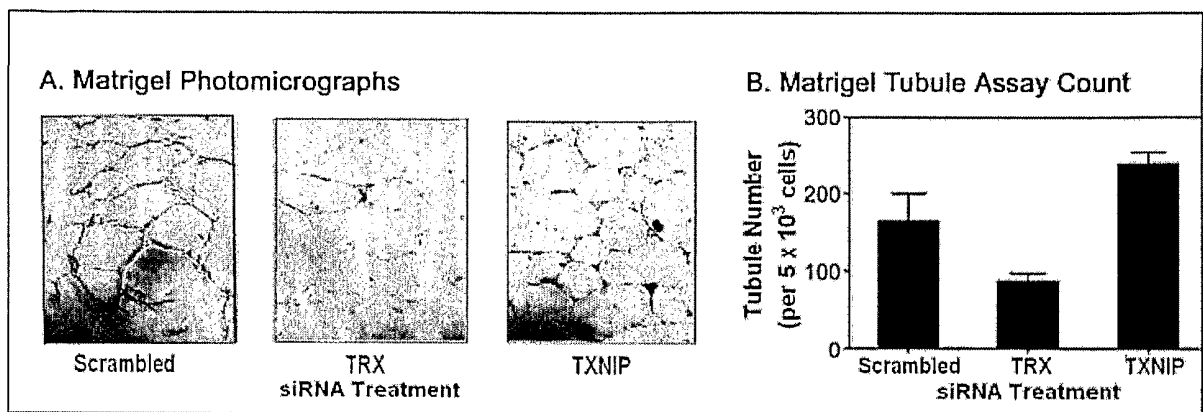 A. Matrigel Photomicrographs
Scrambled
TRX
TXNIP
siRNA Treatment
B. Matrigel Tubule Assay Count
Tubule Number
(per 5 x 10³ cells)
300
200
100
0
Scrambled
TRX
TXNIP
siRNA Treatment